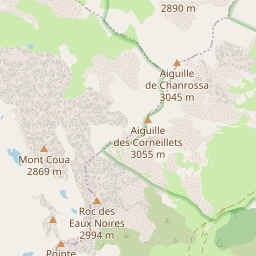 2890 m
Aiguille
de Chanrossa
3045 m
Aiguille
des Corneillets
3055 m
Mont Coua
2869 m
Roc des
Eaux Noires
2994 m
Pointe